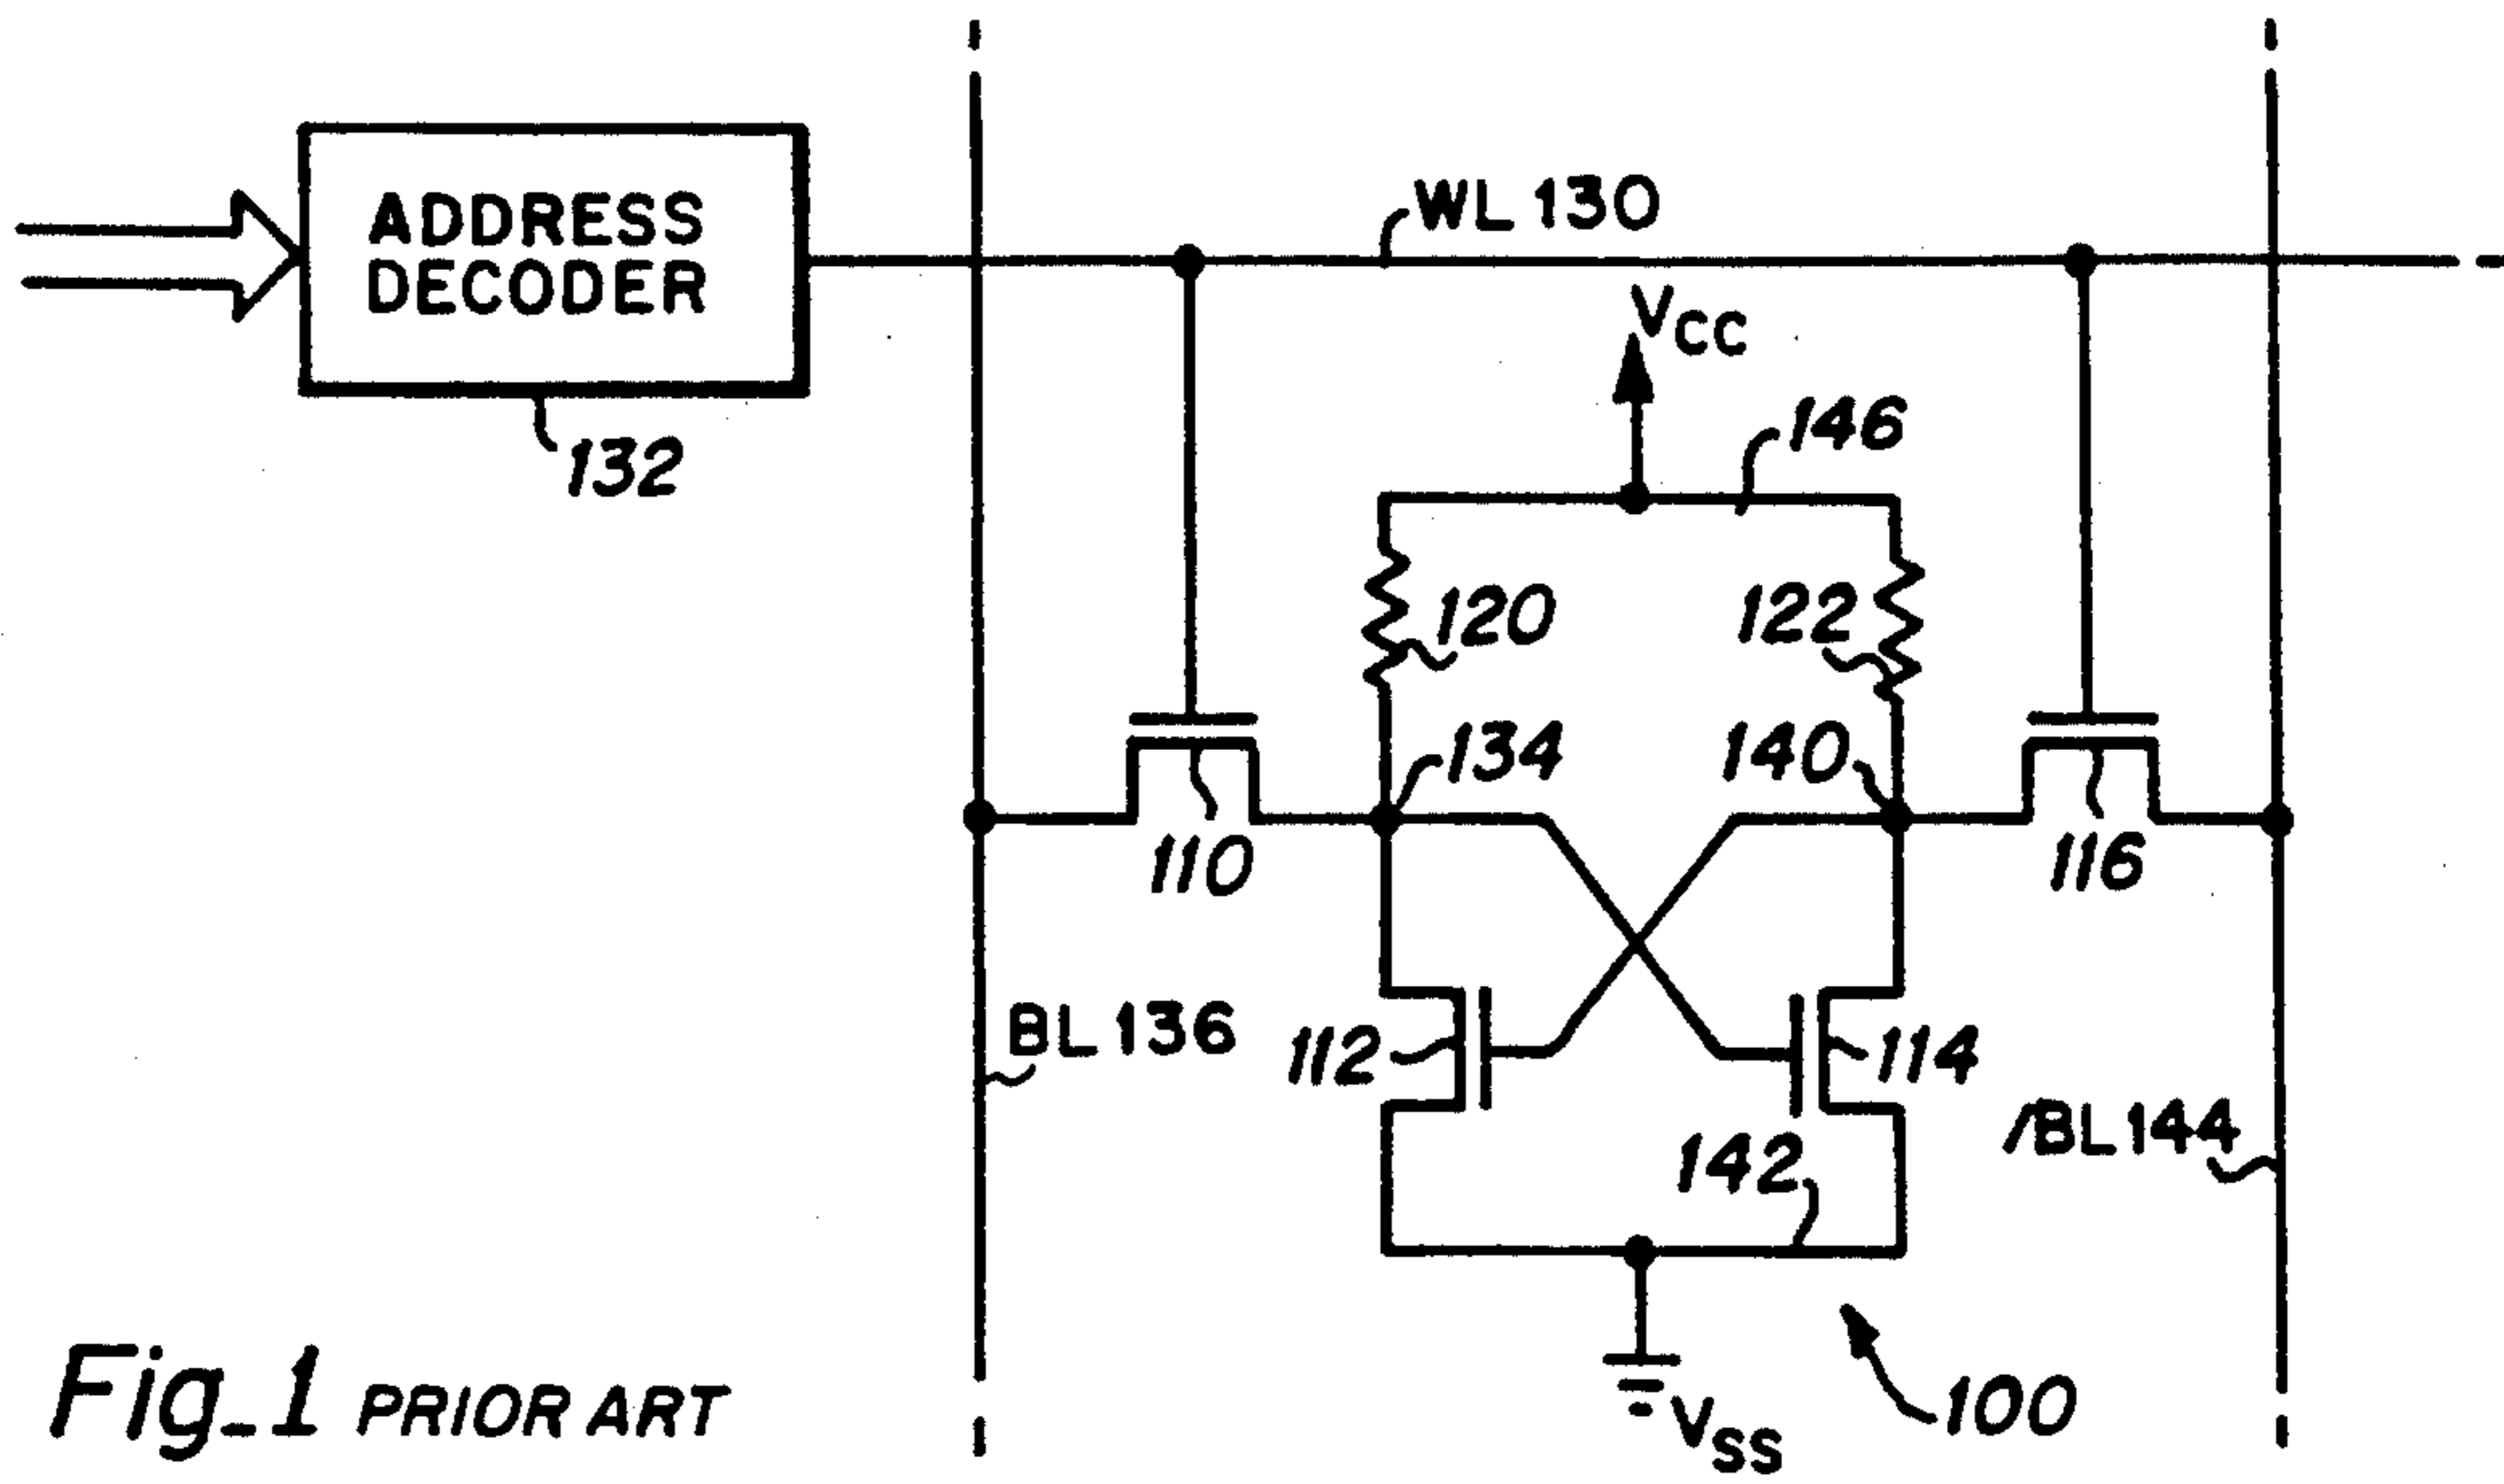 ADDRESS
DECODER
132
WL 130
VCC
146
120
122
134
140
110
116
BL 136
112
114
/BL 144
142
100
VSS
Fig_1 PRIOR ART